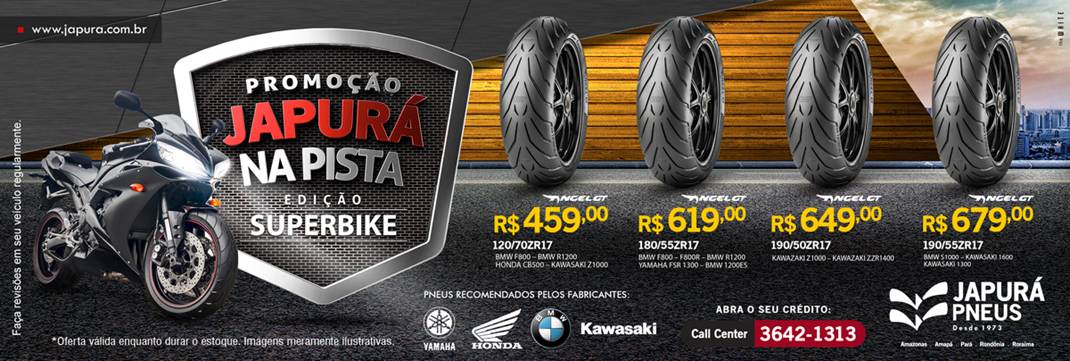 www.japura.com.br
Faça revisões em seu veículo regularmente.
PROMOÇÃO
JAPURÁ
NA PISTA
EDIÇÃO
SUPERBIKE
ANGEL GT
R$ 459,00
120/70ZR17
BMW F800 – BMW R1200
HONDA CB500 – KAWASAKI Z1000
ANGEL GT
R$ 619,00
180/55ZR17
BMW F800 – F800R – BMW R1200
YAMAHA FSR 1300 – BMW 1200ES
ANGEL GT
R$ 649,00
190/50ZR17
KAWAZAKI Z1000 – KAWAZAKI ZZR1400
ANGEL GT
R$ 679,00
190/55ZR17
BMW S1000 – KAWASAKI 1600
KAWASAKI 1300
PNEUS RECOMENDADOS PELOS FABRICANTES:
YAMAHA
HONDA
BMW
Kawasaki
ABRA O SEU CRÉDITO:
Call Center 3642-1313
JAPURÁ
PNEUS
Desde 1973
Amazonas . Amapá . Pará . Rondônia . Roraima
*Oferta válida enquanto durar o estoque. Imagens meramente ilustrativas.